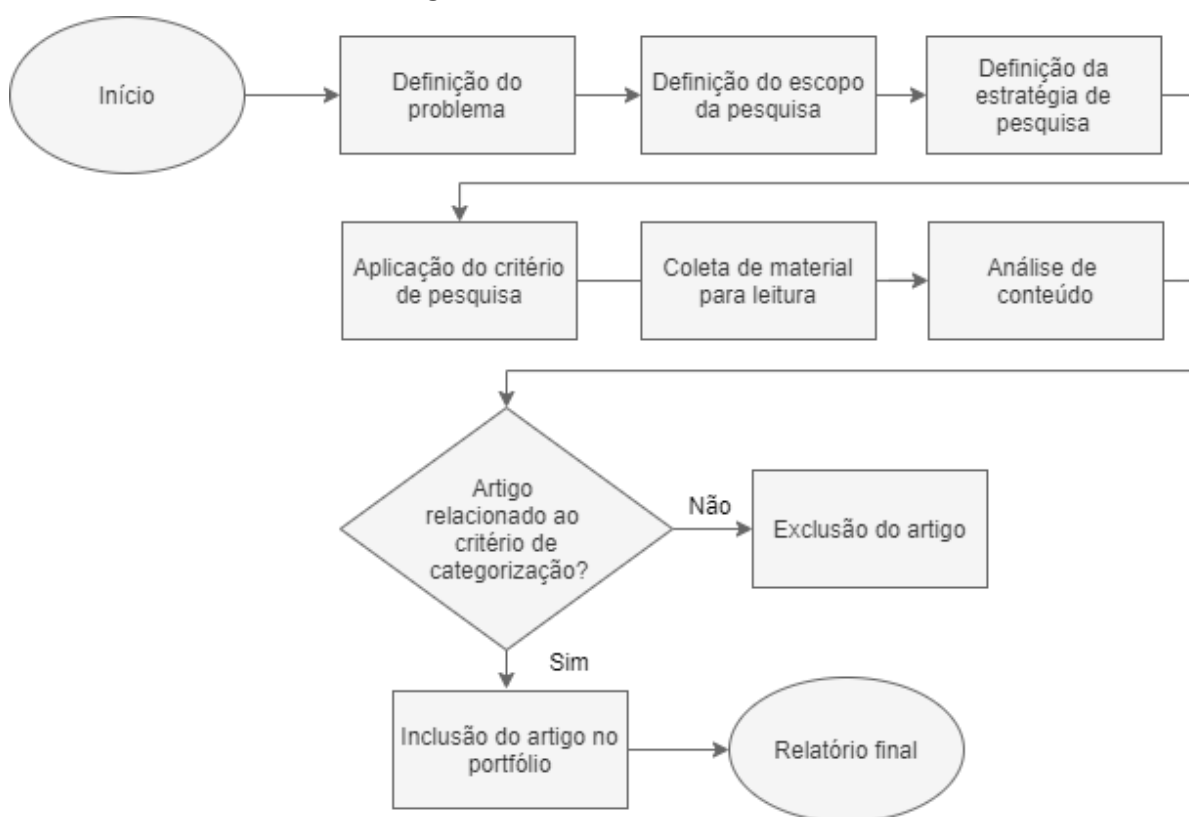 Início
Definição do
problema
Definição do escopo
da pesquisa
Definição da
estratégia de
pesquisa
Aplicação do critério
de pesquisa
Coleta de material
para leitura
Análise de
conteúdo
Artigo
relacionado ao
critério de
categorização?
Não
Exclusão do artigo
Sim
Inclusão do artigo no
portfólio
Relatório final